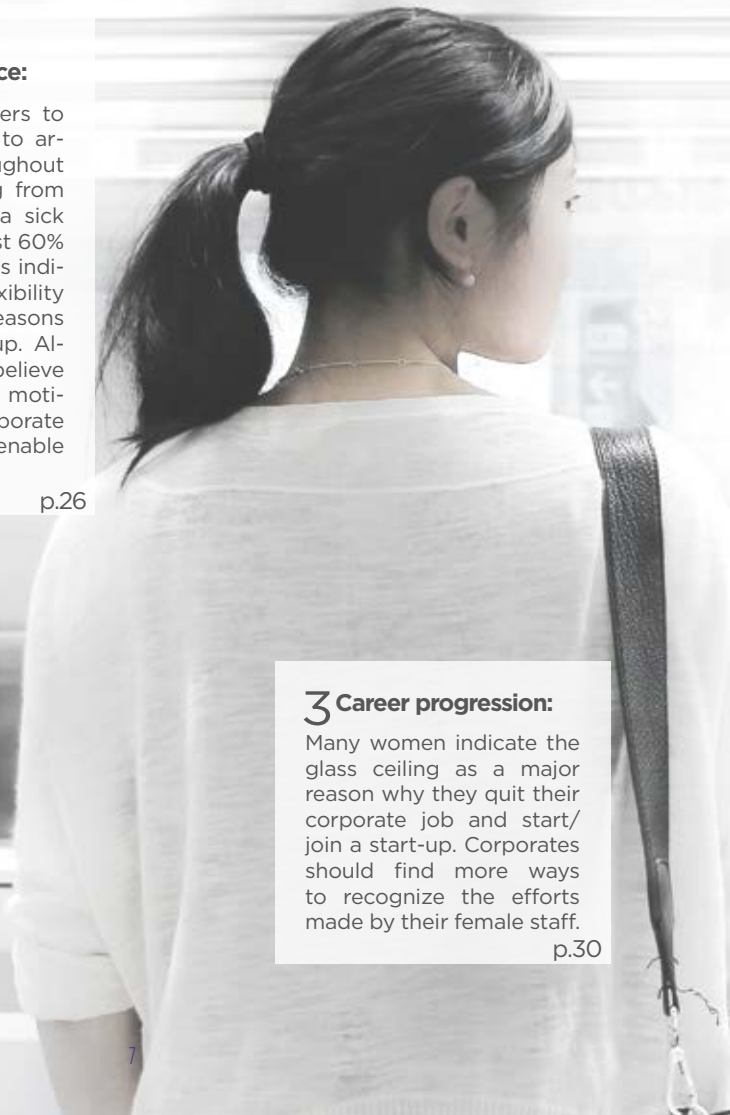 ce:
ers to
to ar-
ughout
g from
a sick
st 60%
s indi-
xibility
easons
up. Al-
believe
moti-
porate
enable
p.26
3 Career progression:
Many women indicate the
glass ceiling as a major
reason why they quit their
corporate job and start/
join a start-up. Corporates
should find more ways
to recognize the efforts
made by their female staff.
p.30
7